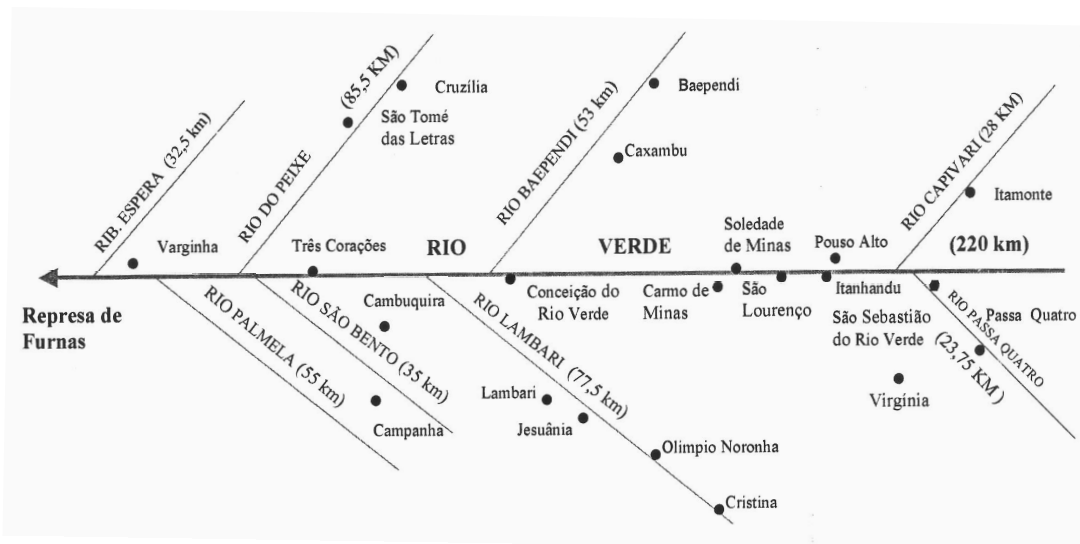 RIB. ESPERA (32,5 km)
RIO DO PEIXE (85,5 KM)
Cruzília
São Tomé
das Letras
RIO BAEPENDI (53 km)
Baependi
Caxambu
RIO CAPIVARI (28 KM)
Itamonte
Varginha
Três Corações
RIO VERDE (220 km)
Soledade
de Minas
Pouso Alto
Represa de
Furnas
RIO PALMELA (55 km)
RIO SÃO BENTO (35 km)
Cambuquira
Campanha
RIO LAMBARI (77,5 km)
Conceição do
Rio Verde
Carmo de
Minas
São
Lourenço
Itanhandu
São Sebastião
do Rio Verde
RIO PASSA QUATRO
(23,75 KM)
Passa Quatro
Virgínia
Lambari
Jesuânia
Olimpio Noronha
Cristina